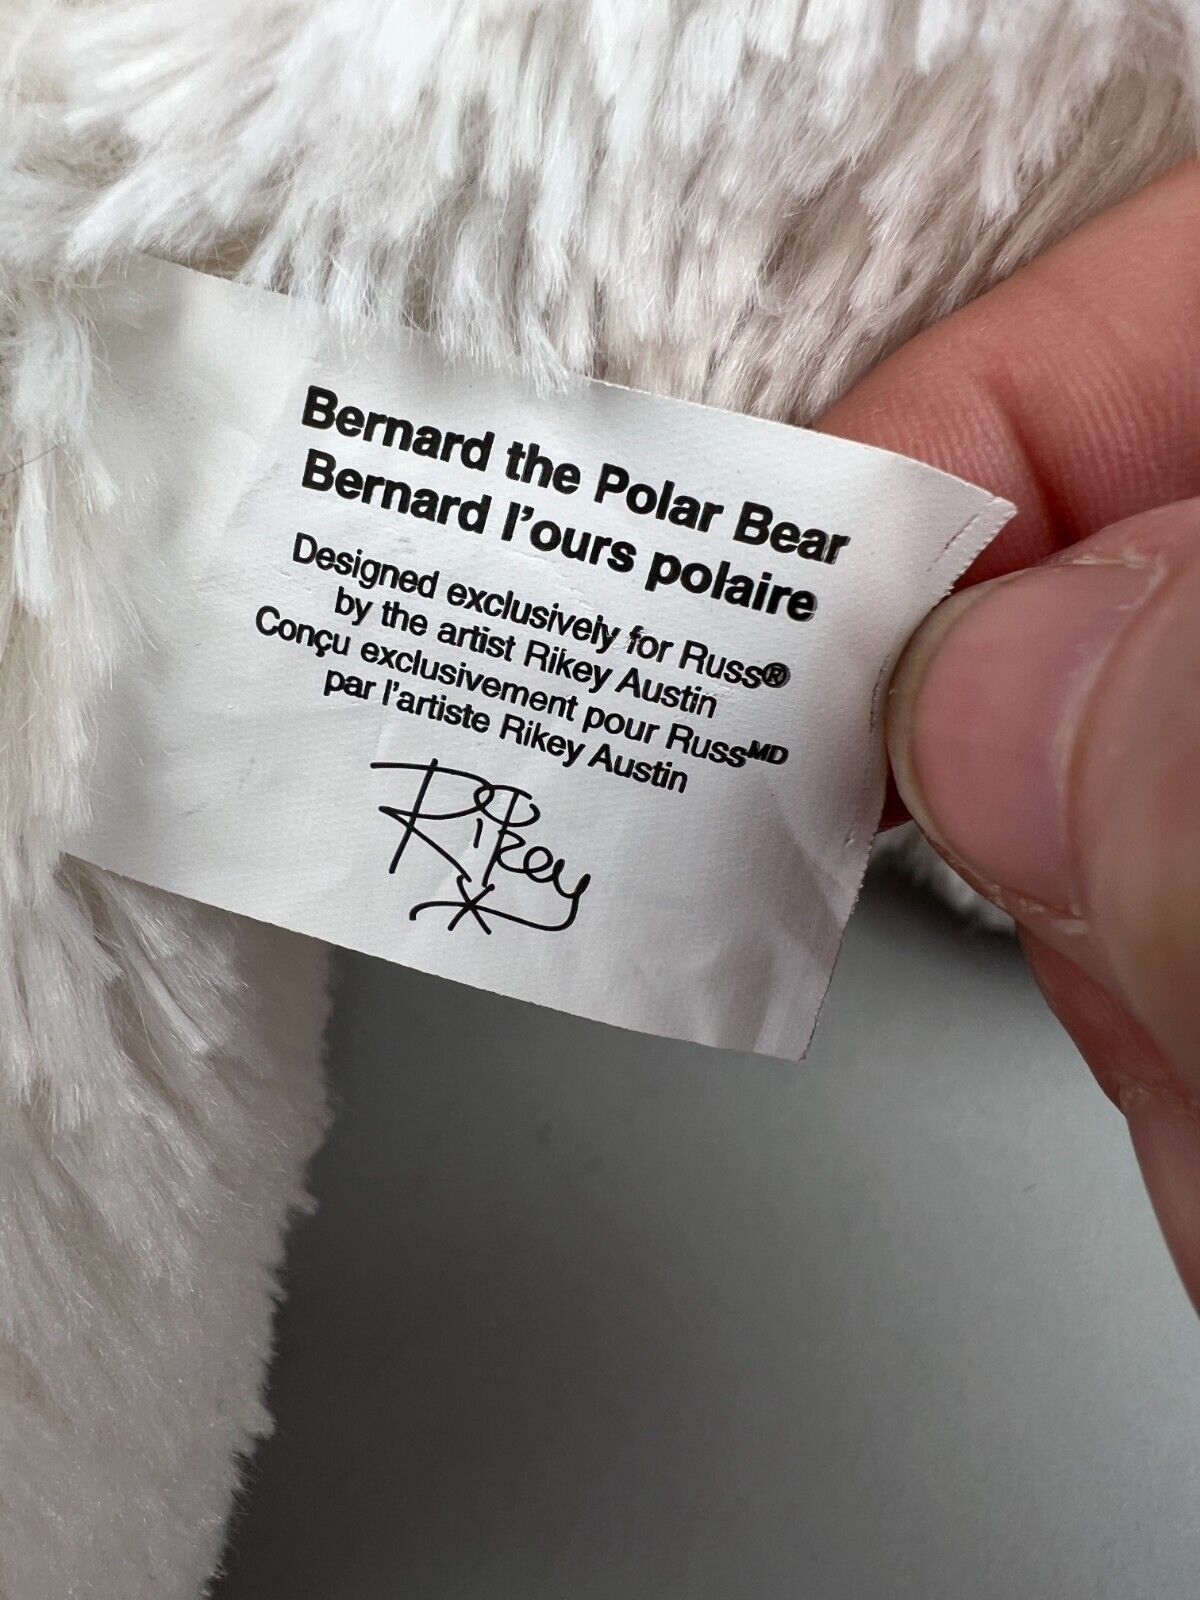 Bernard the Polar Bear
Bernard l'ours polaire
Designed exclusively for Russ®
by the artist Rikey Austin
Conçu exclusivement pour Russᴹᴰ
par l'artiste Rikey Austin
Rikey